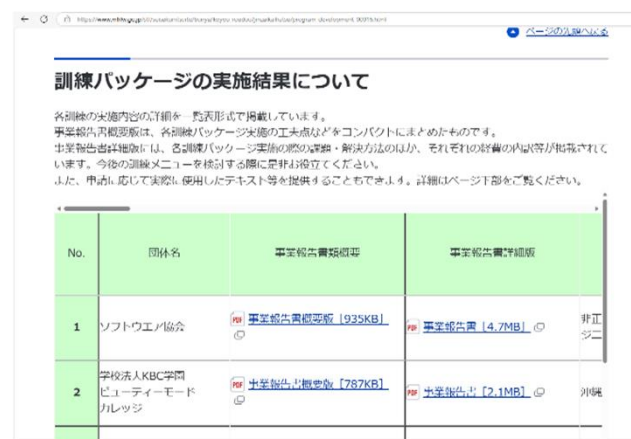 ページの先頭へ戻る
訓練パッケージの実施結果について
各訓練の実施内容の詳細を一覧表形式で掲載しています。
事業報告書概要版は、各訓練パッケージ実施の工夫点などをコンパクトにまとめたものです。
事業報告書詳細版には、各訓練パッケージ実施の際の課題・解決方法のほか、それぞれの経費の内訳等が掲載されて
います。今後の訓練メニューを検討する際に是非お役立てください。
また、申請に応じて実際に使用したテキスト等を提供することもできます。詳細はページ下部をご覧ください。
No. 団体名 事業報告書類概要 事業報告書詳細版
1 ソフトウエア協会 PDF 事業報告書概要版 [935KB] PDF 事業報告書 [4.7MB] 非正
ジニ
学校法人KBC学園
2 ビューティーモード PDF 事業報告書概要版 [787KB] PDF 事業報告書 [2.1MB] 沖縄
カレッジ